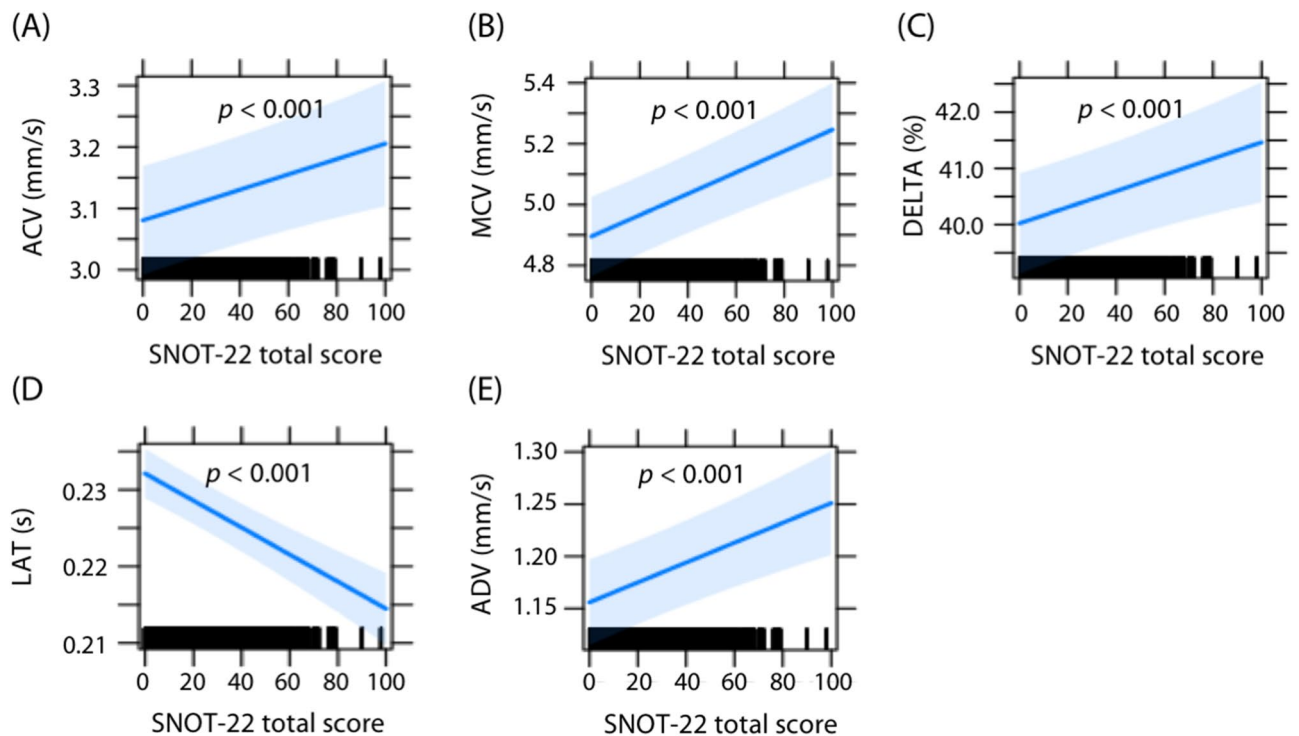 (A)
ACV (mm/s)
3.3
3.2
3.1
3.0
p < 0.001
0 20 40 60 80 100
SNOT-22 total score
(B)
MCV (mm/s)
5.4
5.2
5.0
4.8
p < 0.001
0 20 40 60 80 100
SNOT-22 total score
(C)
DELTA (%)
42.0
41.0
40.0
p < 0.001
0 20 40 60 80 100
SNOT-22 total score
(D
LAT (s)
0.23
0.22
0.21
p < 0.001
0 20 40 60 80 100
SNOT-22 total score
(E)
ADV (mm/s)
1.30
1.25
1.20
1.15
p < 0.001
0 20 40 60 80 100
SNOT-22 total score